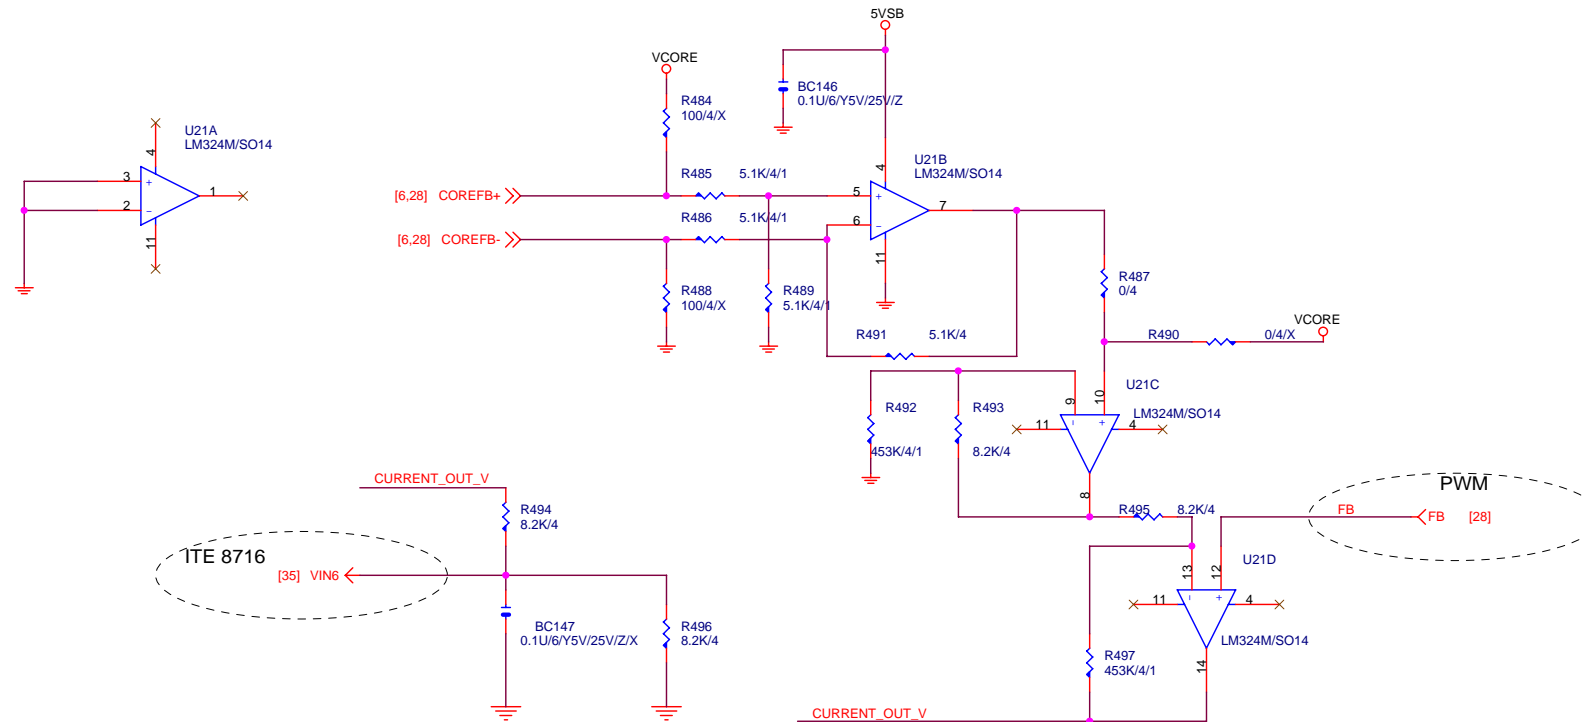 5VSB
VCORE
BC146
0.1U/6/Y5V/25V/Z
R484
100/4/X
U21A
LM324M/SO14
4
3
+
1
2
−
11
U21B
LM324M/SO14
4
R485
5.1K/4/1
[6,28] COREFB+
5
+
7
R486
5.1K/4/1
6
−
[6,28] COREFB-
11
R487
0/4
R488
100/4/X
R489
5.1K/4/1
VCORE
R491
5.1K/4
R490
0/4/X
U21C
9
10
R492
R493
LM324M/SO14
−
+
11
4
453K/4/1
8.2K/4
CURRENT_OUT_V
8
PWM
R494
8.2K/4
R495
8.2K/4
FB
FB [28]
ITE 8716
U21D
[35] VIN6
13
12
−
+
11
4
BC147
0.1U/6/Y5V/25V/Z/X
R496
8.2K/4
LM324M/SO14
R497
453K/4/1
14
CURRENT_OUT_V